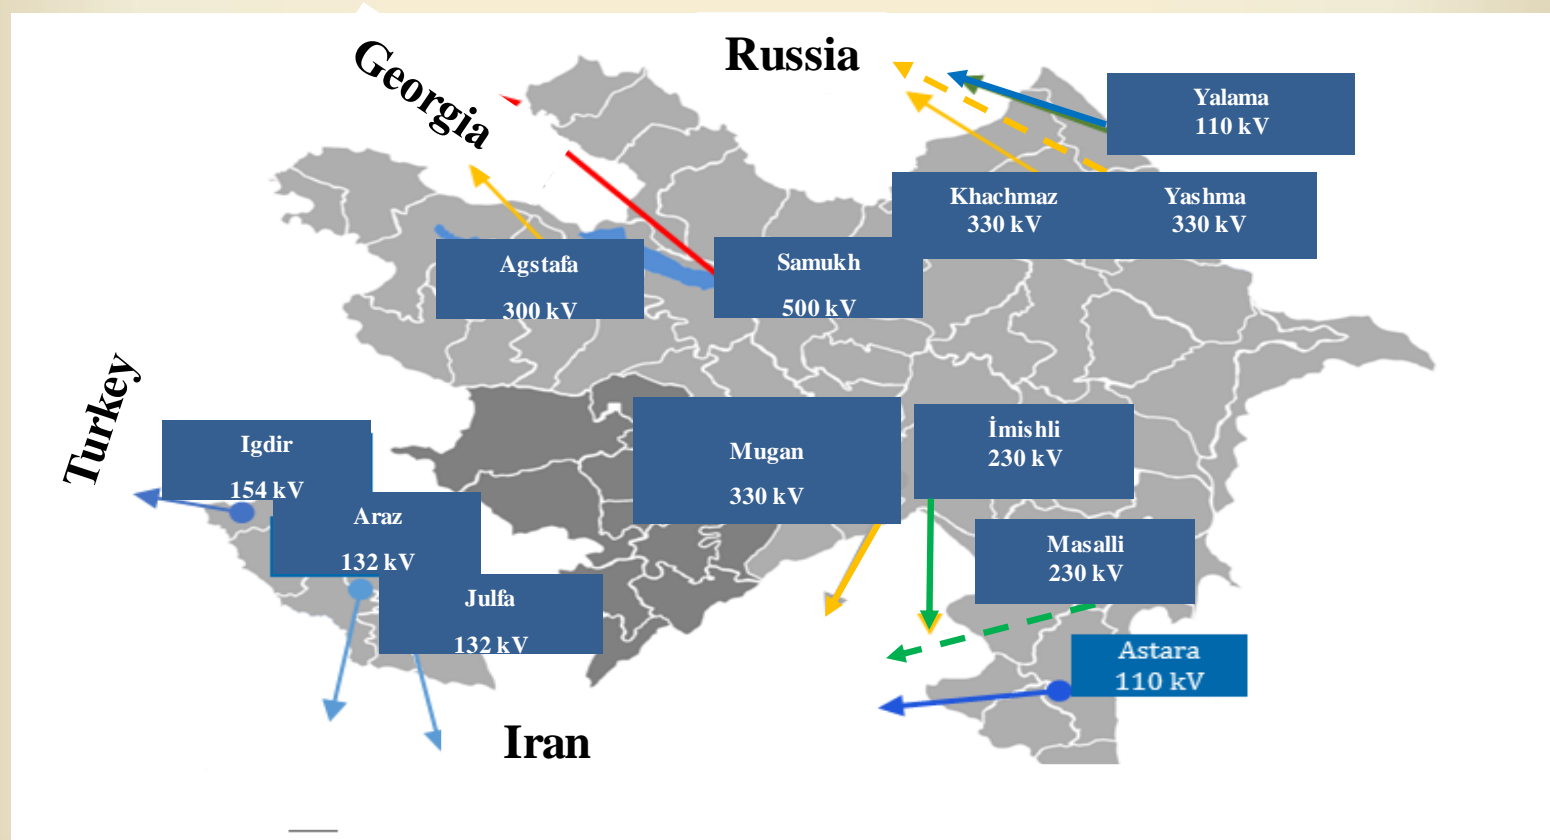 Russia
Georgia
Yalama
110 kV
Khachmaz
330 kV
Yashma
330 kV
Agstafa
300 kV
Samukh
500 kV
Turkey
Igdir
154 kV
Araz
132 kV
Julfa
132 kV
Mugan
330 kV
İmishli
230 kV
Masalli
230 kV
Astara
110 kV
Iran